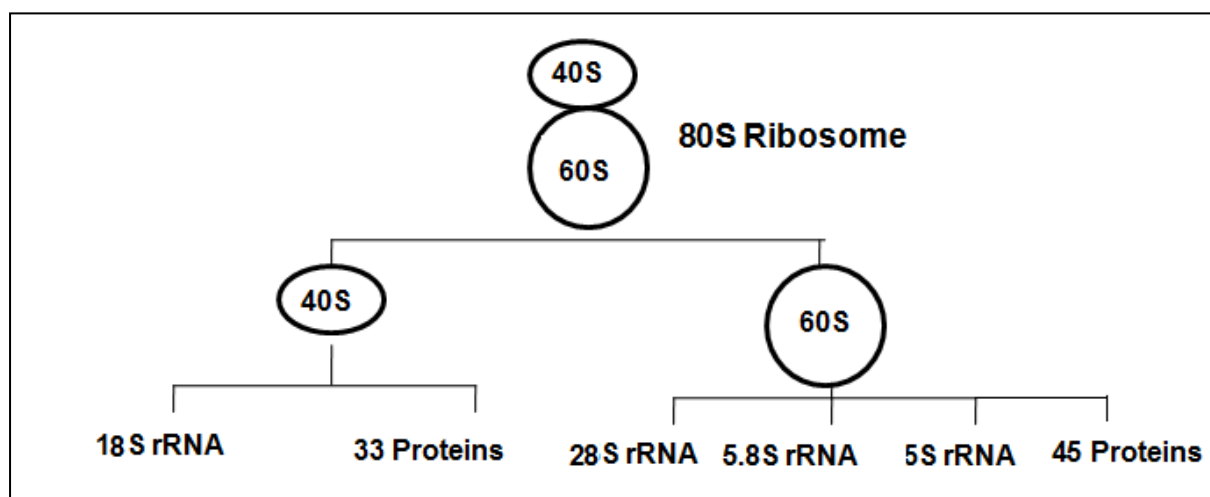 40S
80S Ribosome
60S
40S
60S
18S rRNA
33 Proteins
28S rRNA
5.8S rRNA
5S rRNA
45 Proteins